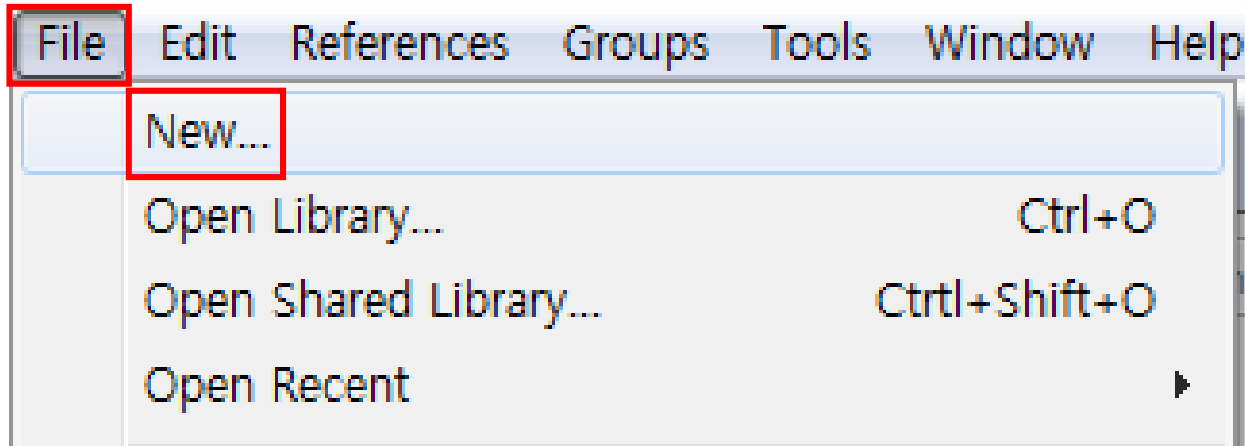 File Edit References Groups Tools Window Help
New...
Open Library... Ctrl+O
Open Shared Library... Ctrtl+Shift+O
Open Recent